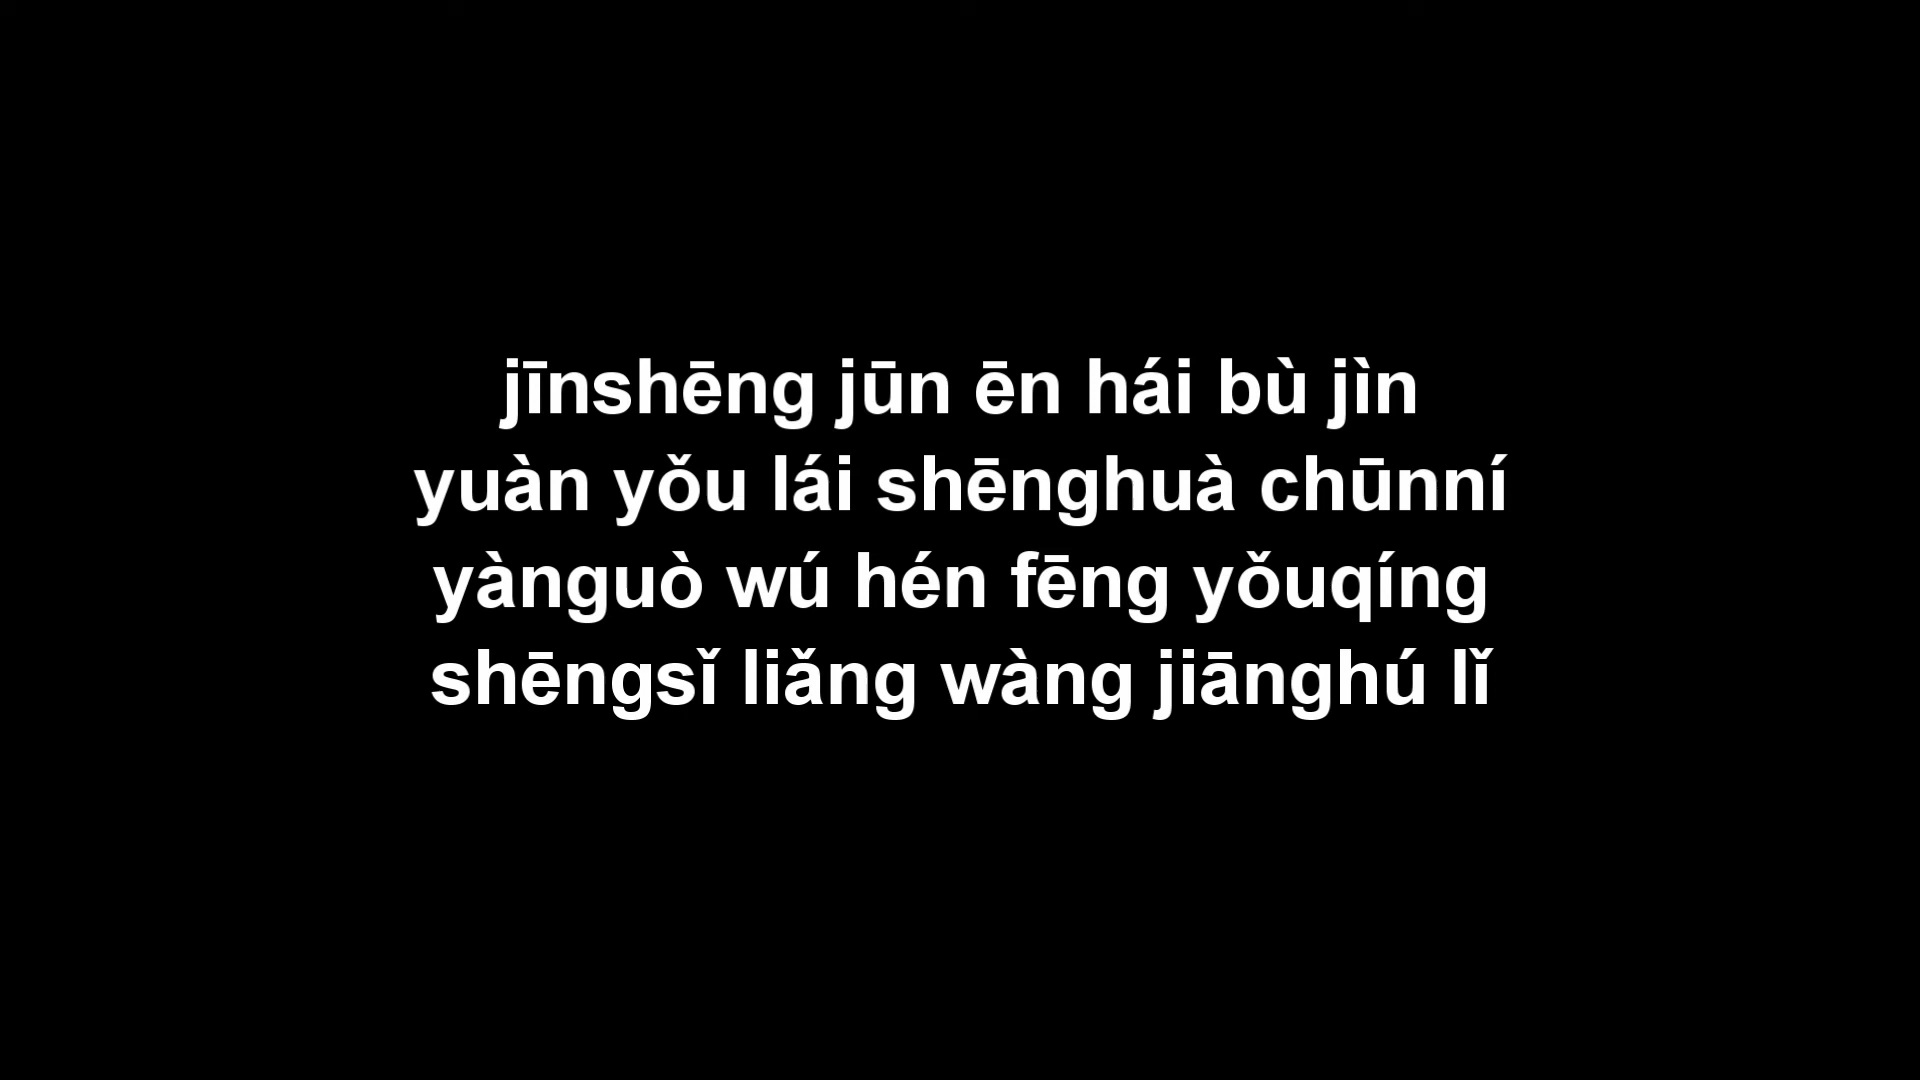 jīnshēng jūn ēn hái bù jìn
yuàn yǒu lái shēnghuà chūnní
yànguò wú hén fēng yǒuqíng
shēngsǐ liǎng wàng jiānghú lǐ